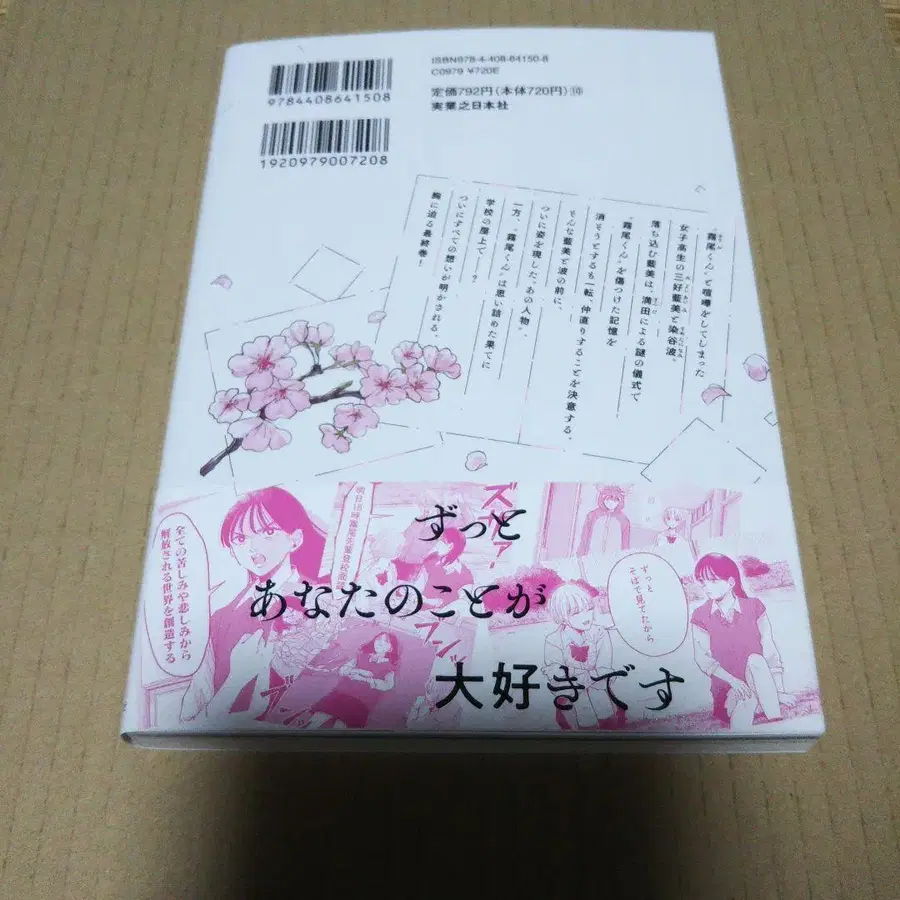 ISBN978-4-408-64150-8
C0979 ¥720E
定価792円(本体720円)⑩
実業之日本社
9784408641508
1920979007208
"霧尾くん"と喧嘩をしてしまった
女子高生の三好藍美と染谷波。
落ち込む藍美は、満田による謎の儀式で
"霧尾くん"を傷つけた記憶を
消そうとするも一転、仲直りすることを決意する。
そんな藍美と波の前に、
ついに姿を現した"あの人物"。
一方、"霧尾くん"は思い詰めた果てに
学校の屋上で――?
ついにすべての想いが明かされる、
胸に迫る最終巻!
ずっと
あなたのことが
大好きです
全ての苦しみや悲しみから
解放される世界を創造する
ずっと
そばで見てたから
ブンッ
ブンッ